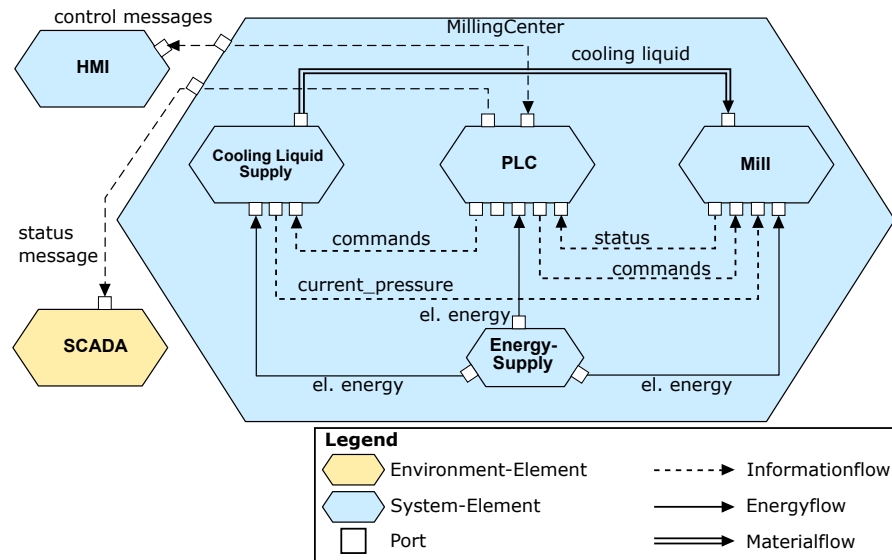 control messages
MillingCenter
cooling liquid
HMI
Cooling Liquid
Supply
PLC
Mill
status
message
commands
status
commands
current_pressure
el. energy
SCADA
Energy-
Supply
el. energy
el. energy
Legend
Environment-Element
Informationflow
System-Element
Energyflow
Port
Materialflow